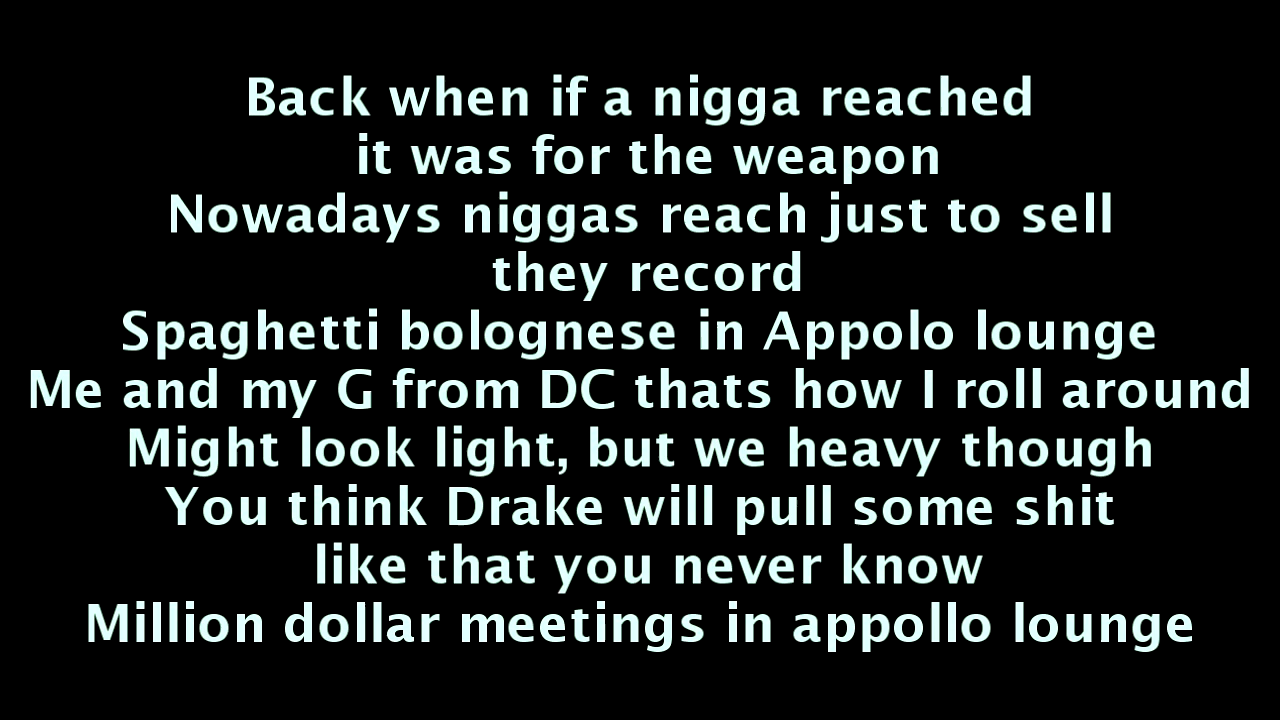 Back when if a nigga reached
it was for the weapon
Nowadays niggas reach just to sell
they record
Spaghetti bolognese in Appolo lounge
Me and my G from DC thats how I roll around
Might look light, but we heavy though
You think Drake will pull some shit
like that you never know
Million dollar meetings in appollo lounge